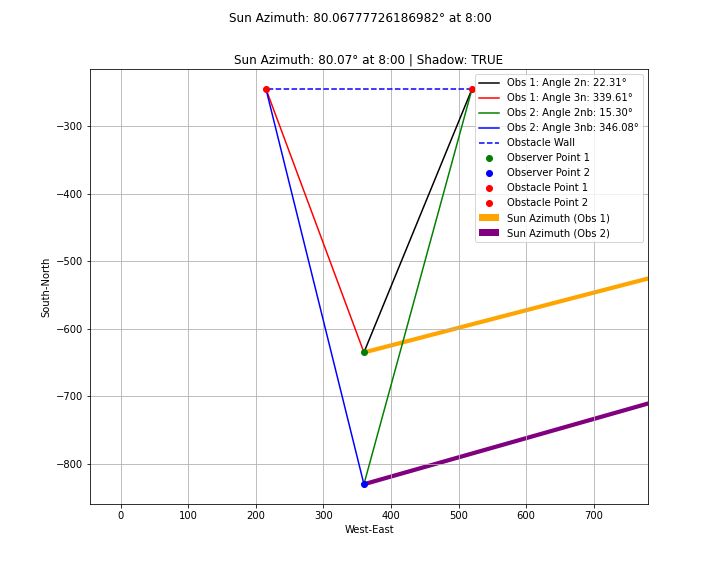 Sun Azimuth: 80.06777726186982° at 8:00
Sun Azimuth: 80.07° at 8:00 | Shadow: TRUE
Obs 1: Angle 2n: 22.31°
Obs 1: Angle 3n: 339.61°
Obs 2: Angle 2nb: 15.30°
Obs 2: Angle 3nb: 346.08°
Obstacle Wall
Observer Point 1
Observer Point 2
Obstacle Point 1
Obstacle Point 2
Sun Azimuth (Obs 1)
Sun Azimuth (Obs 2)
South-North
−300
−400
−500
−600
−700
−800
0 100 200 300 400 500 600 700
West-East